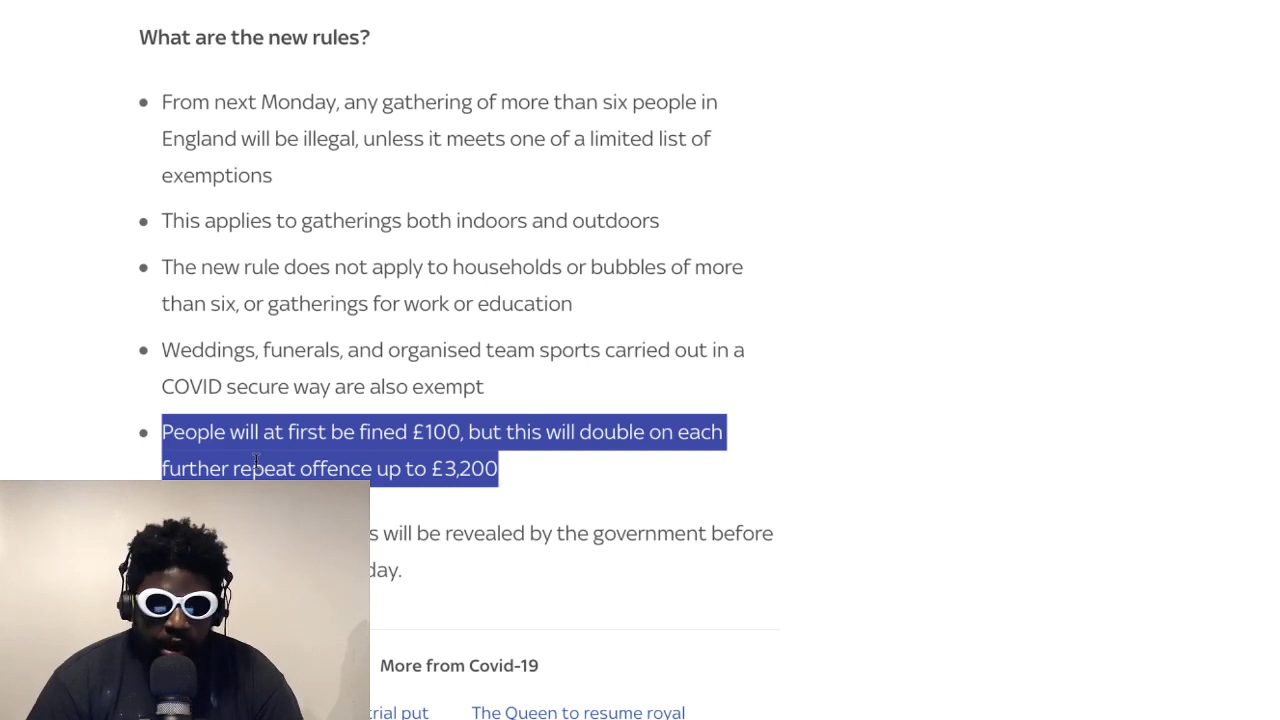 What are the new rules?
From next Monday, any gathering of more than six people in
England will be illegal, unless it meets one of a limited list of
exemptions
This applies to gatherings both indoors and outdoors
The new rule does not apply to households or bubbles of more
than six, or gatherings for work or education
Weddings, funerals, and organised team sports carried out in a
COVID secure way are also exempt
People will at first be fined £100, but this will double on each
further repeat offence up to £3,200
will be revealed by the government before
More from Covid-19
trial put
The Queen to resume royal